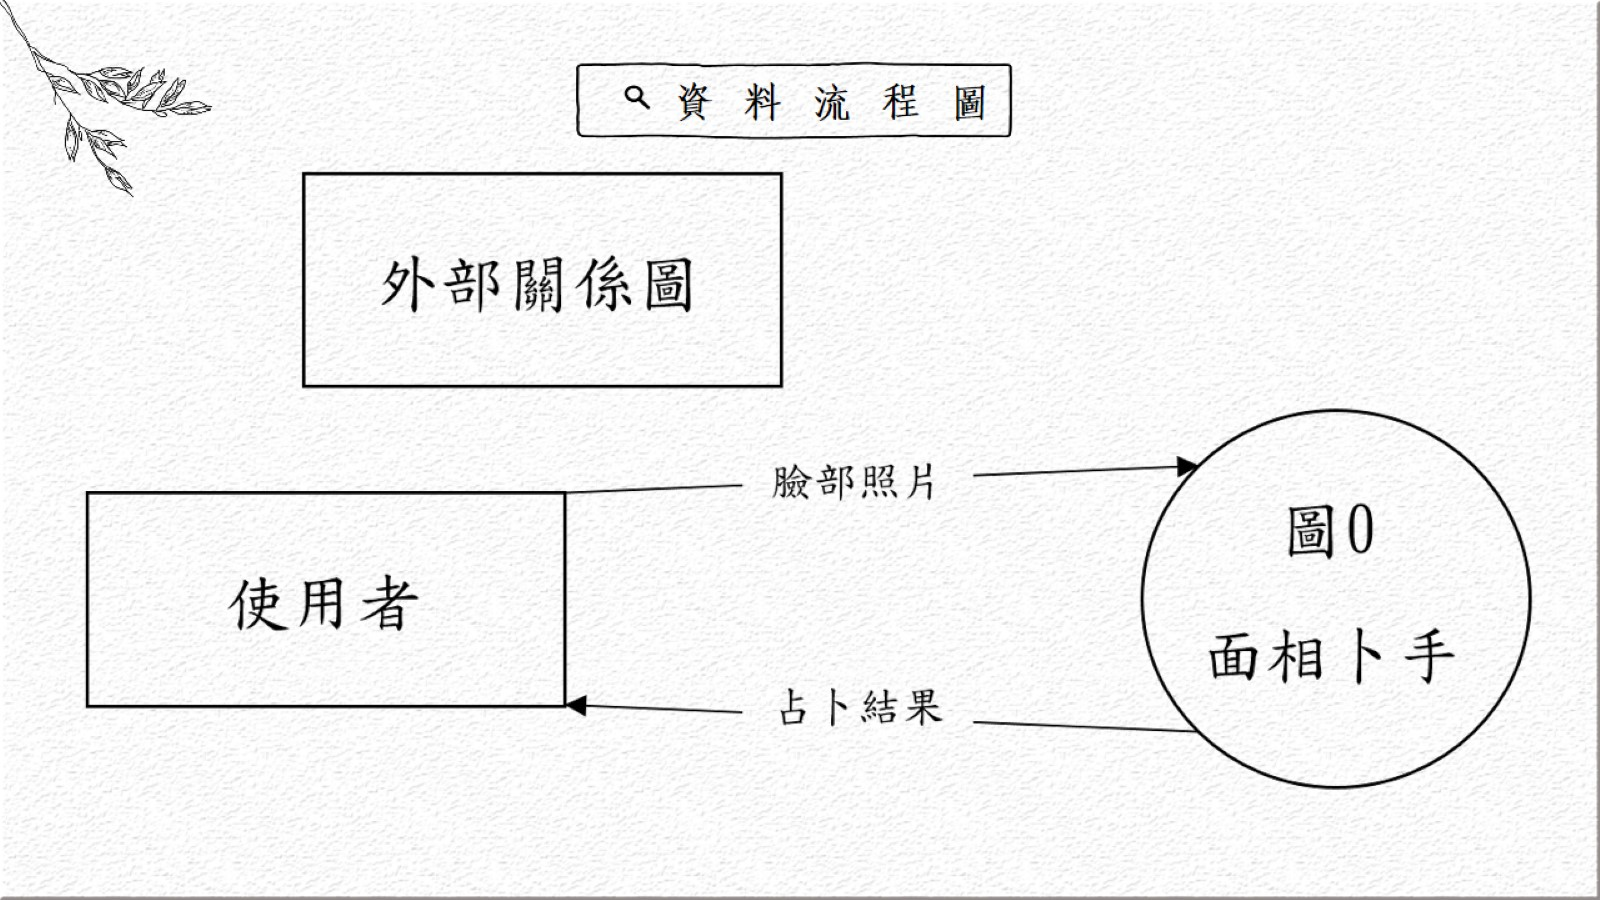 資料流程圖
外部關係圖
臉部照片
使用者
圖0
面相卜手
占卜結果